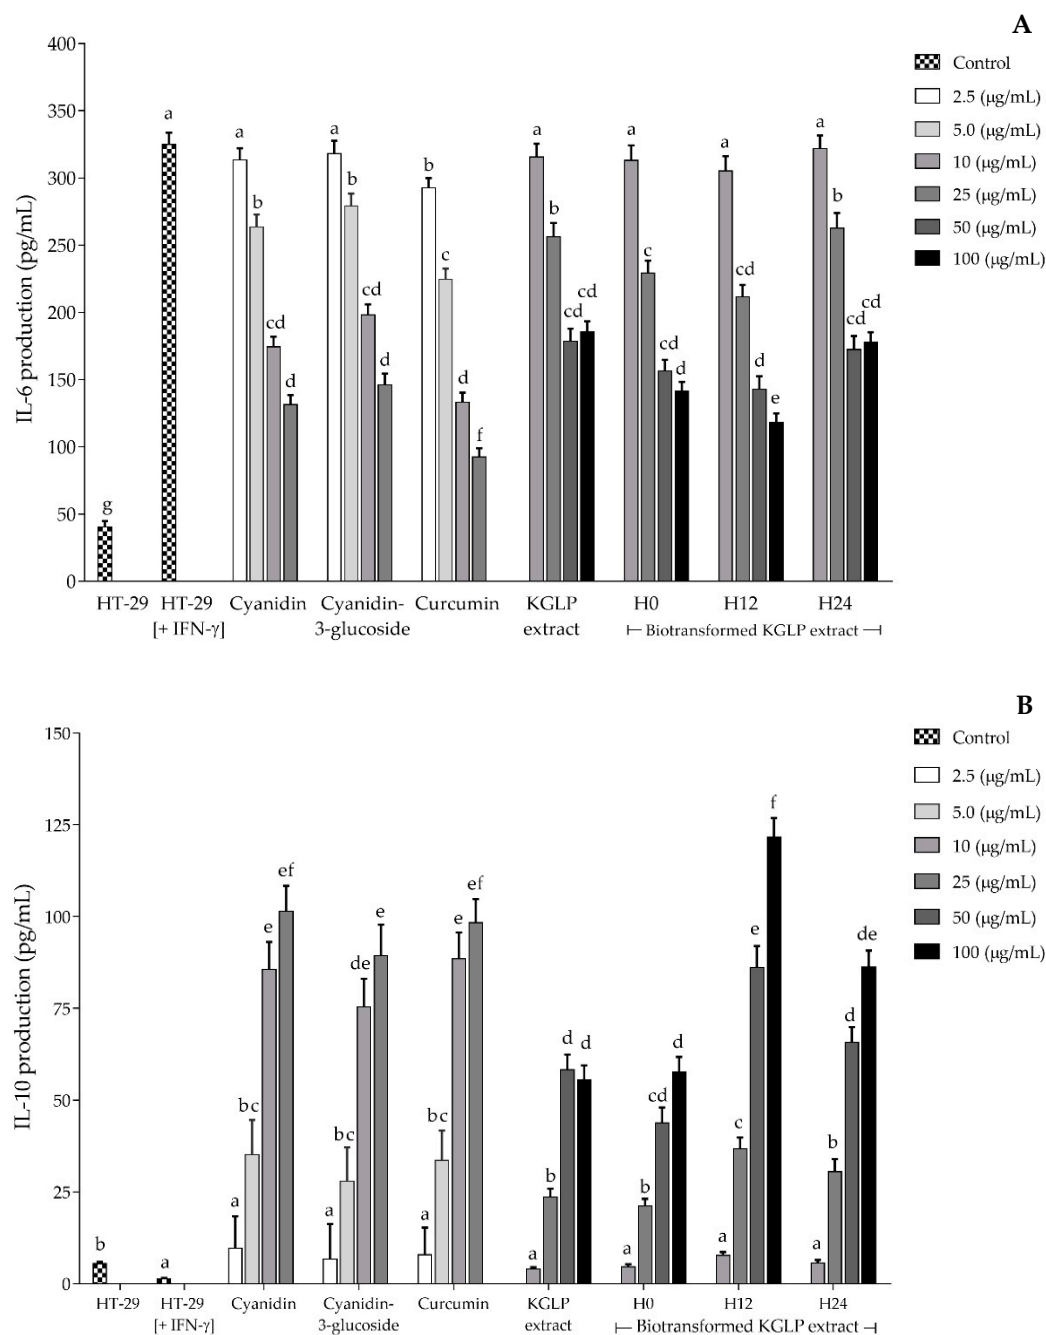 A
400
350
300
250
200
150
100
50
0
IL-6 production (pg/mL)
Control
2.5 (µg/mL)
5.0 (µg/mL)
10 (µg/mL)
25 (µg/mL)
50 (µg/mL)
100 (µg/mL)
g
a
a b cd d
a b cd d
b c d f
a b cd cd
a c cd d
a cd d e
a b cd cd
HT-29 HT-29 Cyanidin Cyanidin- Curcumin KGLP H0 H12 H24
[+ IFN-γ] 3-glucoside extract Biotransformed KGLP extract
B
150
125
100
75
50
25
0
IL-10 production (pg/mL)
Control
2.5 (µg/mL)
5.0 (µg/mL)
10 (µg/mL)
25 (µg/mL)
50 (µg/mL)
100 (µg/mL)
b
a
a bc e ef
a bc de e
a bc e ef
a b d d
a b cd d
a c e f
a b d de
HT-29 HT-29 Cyanidin Cyanidin- Curcumin KGLP H0 H12 H24
[+ IFN-γ] 3-glucoside extract Biotransformed KGLP extract